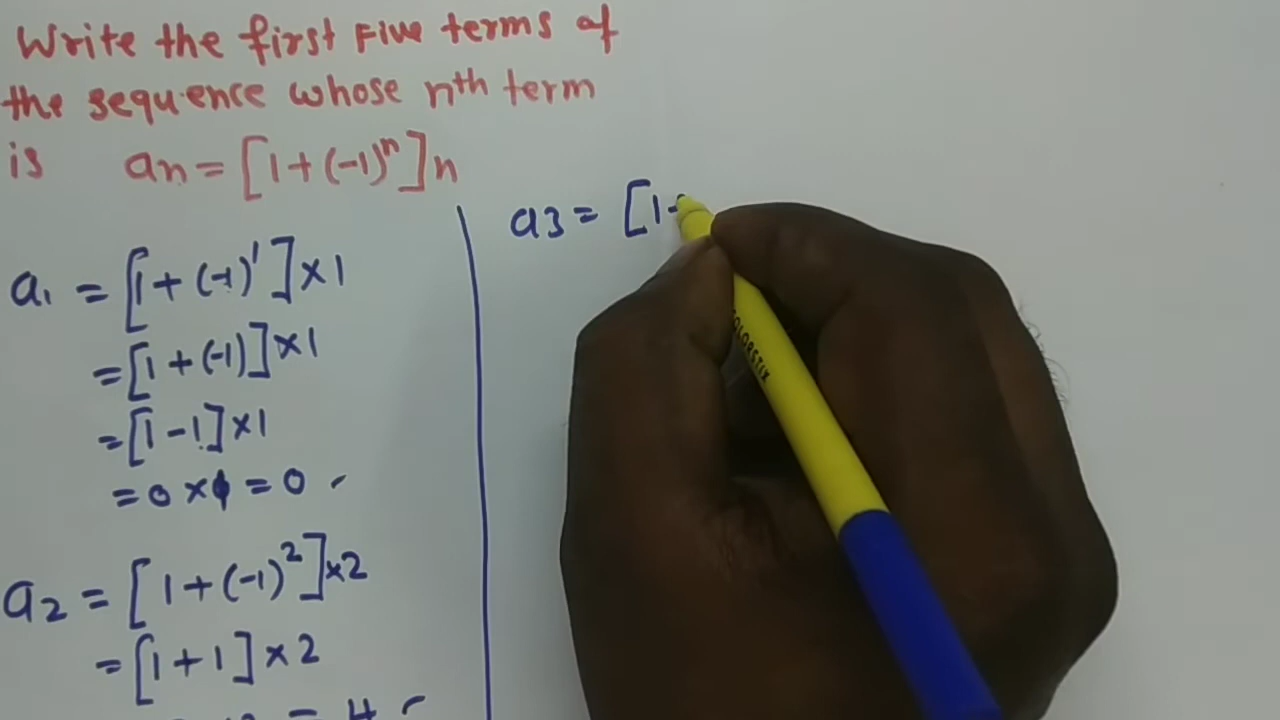 Write the first Five terms of
the sequence whose nth term
is an = [1+(-1)^n]n
a1 = [1+(-1)^1]×1
= [1+(-1)]×1
= [1-1]×1
= 0×1 = 0
a2 = [1+(-1)^2]×2
= [1+1]×2
= 4
a3 = [1+
COLORSTIX